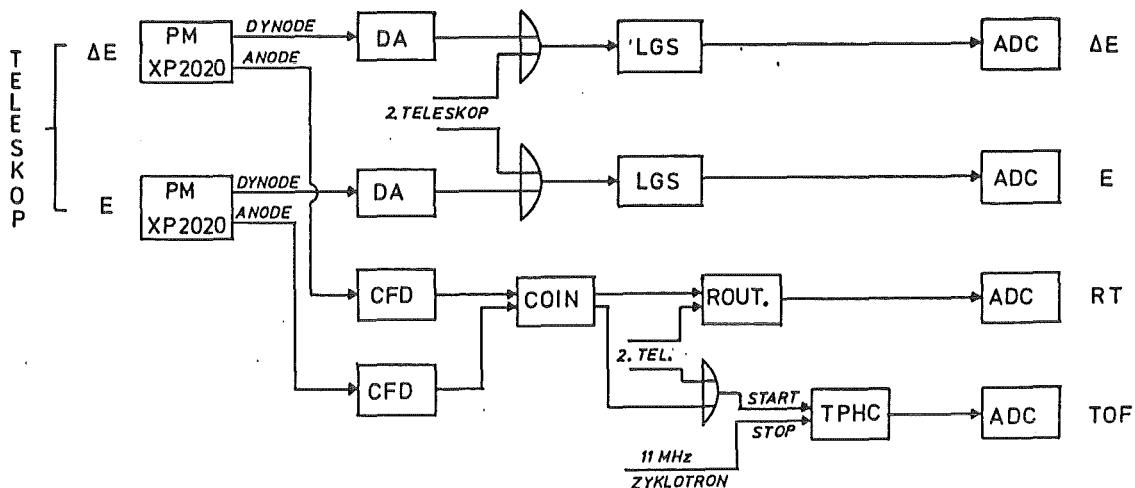 TELESKOP
ΔE
PM
XP2020
DYNODE
ANODE
DA
2. TELESKOP
LGS
ADC
ΔE
E
PM
XP2020
DYNODE
ANODE
DA
LGS
ADC
E
CFD
COIN
ROUT.
ADC
RT
CFD
2. TEL.
START
STOP
TPHC
ADC
TOF
11 MHz
ZYKLOTRON